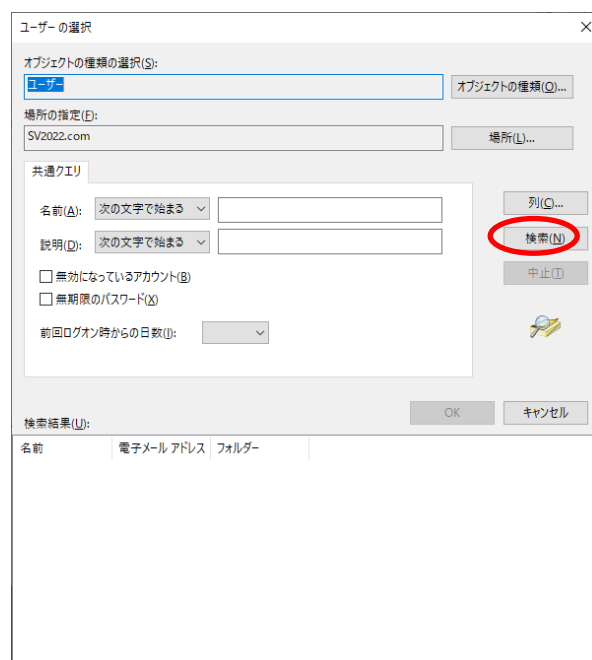 ユーザー の選択
オブジェクトの種類の選択(S):
ユーザー
オブジェクトの種類(O)...
場所の指定(F):
SV2022.com
場所(L)...
共通クエリ
名前(A): 次の文字で始まる
列(C)...
説明(D): 次の文字で始まる
検索(N)
無効になっているアカウント(B)
中止(T)
無期限のパスワード(X)
前回ログオン時からの日数(I):
OK キャンセル
検索結果(U):
名前 電子メール アドレス フォルダー